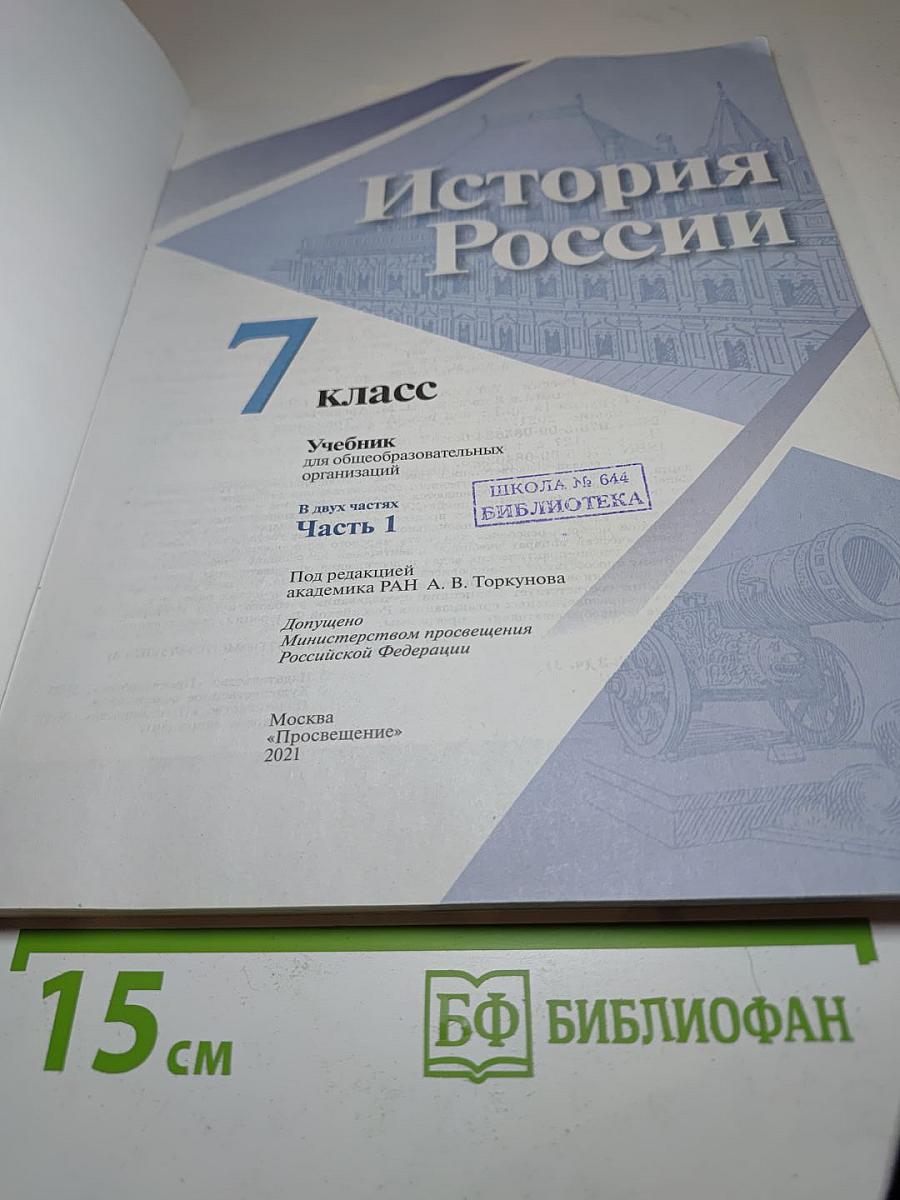 История
России
7 класс
Учебник
для общеобразовательных
организаций
ШКОЛА № 644
БИБЛИОТЕКА
В двух частях
Часть 1
Под редакцией
академика РАН А. В. Торкунова
Допущено
Министерством просвещения
Российской Федерации
Москва
«Просвещение»
2021
15 см
БФ БИБЛИОФАН